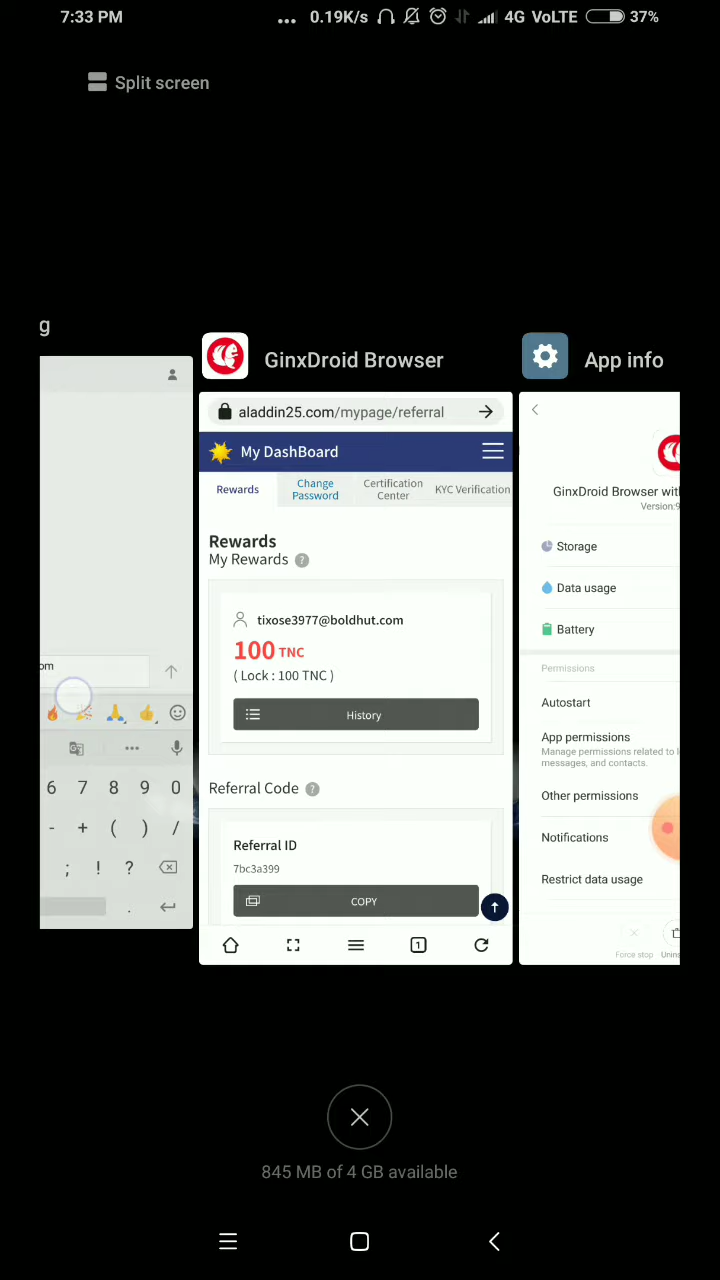 7:33 PM
... 0.19K/s 4G VoLTE 37%
Split screen
g
GinxDroid Browser
App info
om
6 7 8 9 0
- + ( ) /
; ! ?
.
aladdin25.com/mypage/referral
My DashBoard
Rewards
Change
Password
Certification
Center
KYC Verification
Rewards
My Rewards ?
tixose3977@boldhut.com
100 TNC
( Lock : 100 TNC )
History
Referral Code ?
Referral ID
7bc3a399
COPY
1
GinxDroid Browser wit
Version:9
Storage
Data usage
Battery
Permissions
Autostart
App permissions
Manage permissions related to l
messages, and contacts.
Other permissions
Notifications
Restrict data usage
Force stop Unins
845 MB of 4 GB available